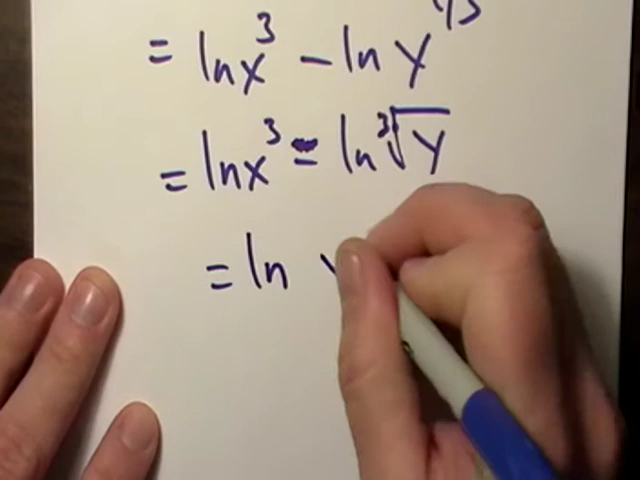 = ln x³ − ln y^1/3
= ln x³ − ln ∛y
= ln